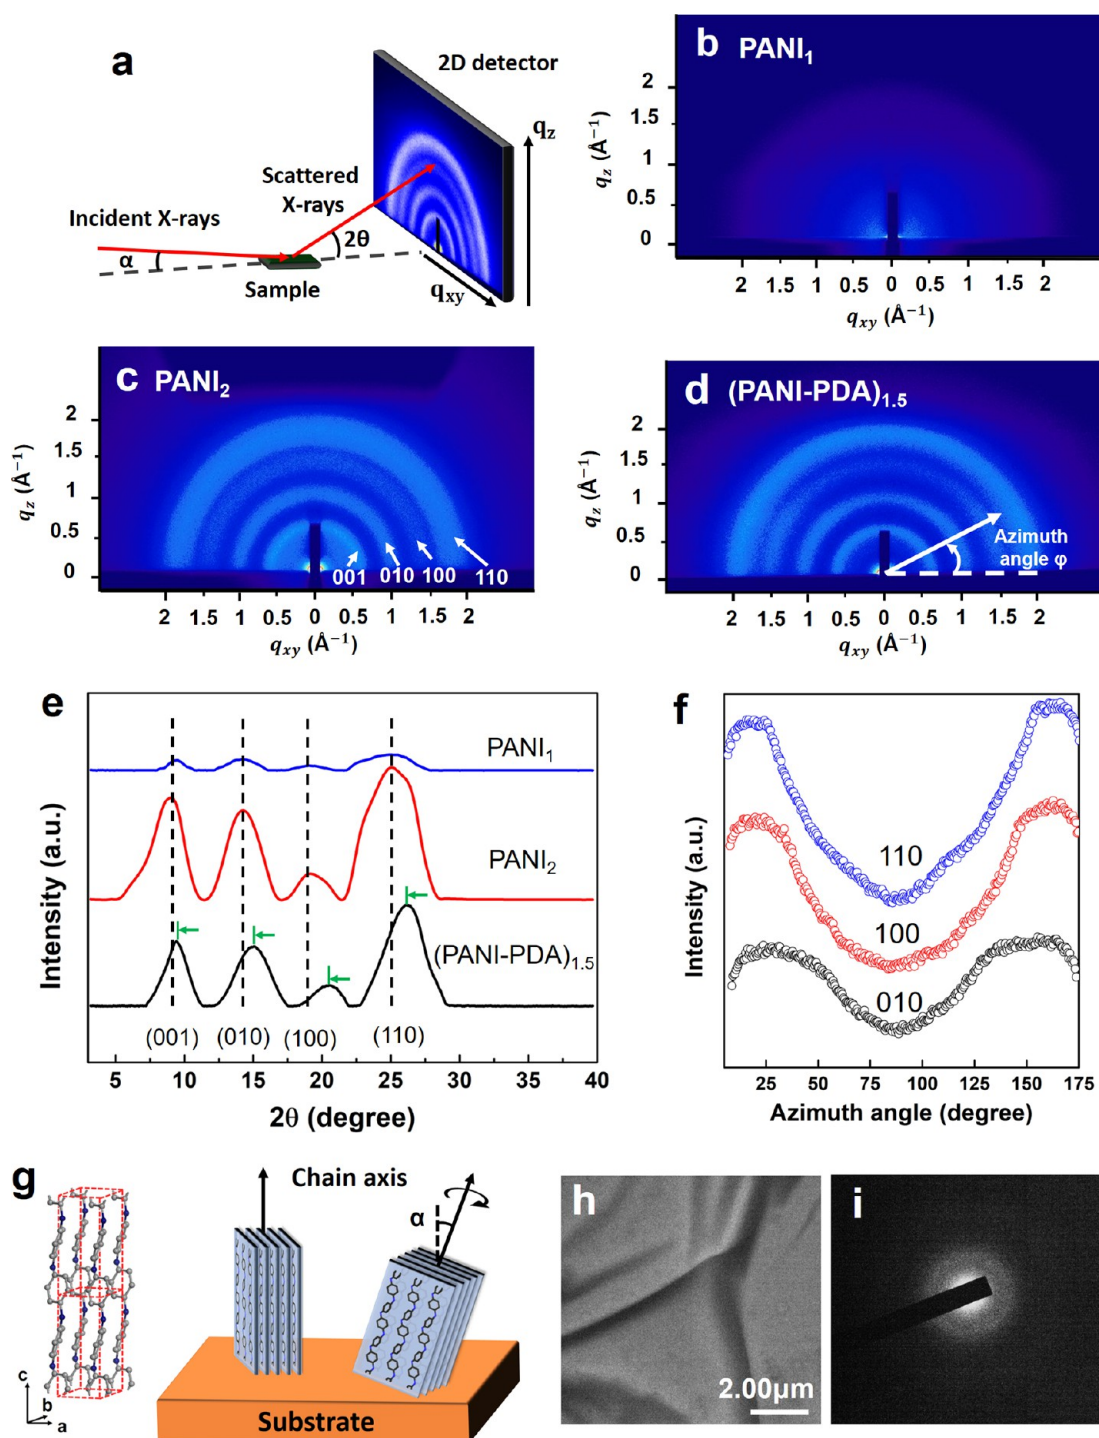 a
2D detector
q_z
Scattered
X-rays
Incident X-rays
2θ
α
Sample
q_xy
b PANI₁
q_z (Å⁻¹)
2
1.5
1
0.5
0
2 1.5 1 0.5 0 0.5 1 1.5 2
q_xy (Å⁻¹)
c PANI₂
q_z (Å⁻¹)
2
1.5
1
0.5
0
001 010 100 110
2 1.5 1 0.5 0 0.5 1 1.5 2
q_xy (Å⁻¹)
d (PANI-PDA)₁.₅
q_z (Å⁻¹)
2
1.5
1
0.5
0
Azimuth
angle φ
2 1.5 1 0.5 0 0.5 1 1.5 2
q_xy (Å⁻¹)
e
Intensity (a.u.)
PANI₁
PANI₂
(PANI-PDA)₁.₅
(001) (010) (100) (110)
5 10 15 20 25 30 35 40
2θ (degree)
f
Intensity (a.u.)
110
100
010
25 50 75 100 125 150 175
Azimuth angle (degree)
g
Chain axis
α
c
b
a
Substrate
h
2.00μm
i